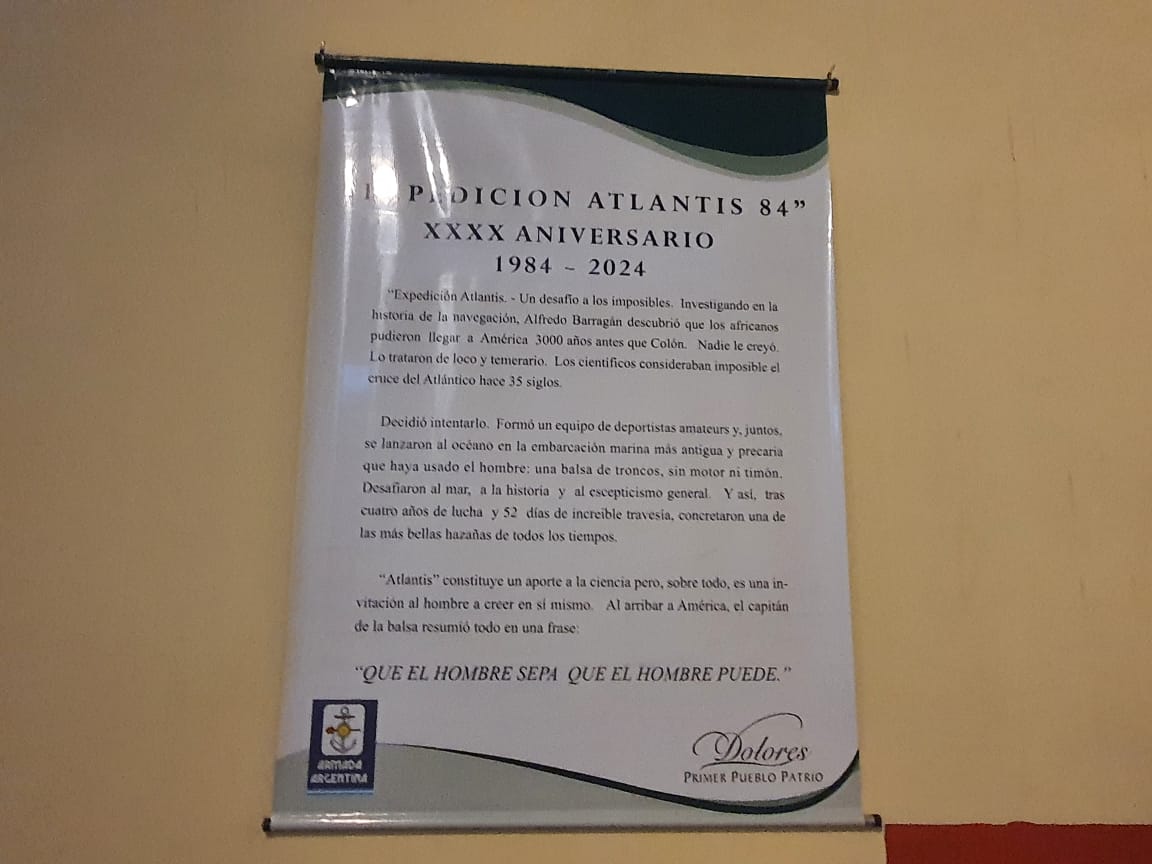 EXPEDICION ATLANTIS 84”
XXXX ANIVERSARIO
1984 - 2024
“Expedición Atlantis. - Un desafío a los imposibles. Investigando en la
historia de la navegación, Alfredo Barragán descubrió que los africanos
pudieron llegar a América 3000 años antes que Colón. Nadie le creyó.
Lo trataron de loco y temerario. Los científicos consideraban imposible el
cruce del Atlántico hace 35 siglos.
Decidió intentarlo. Formó un equipo de deportistas amateurs y, juntos,
se lanzaron al océano en la embarcación marina más antigua y precaria
que haya usado el hombre: una balsa de troncos, sin motor ni timón.
Desafiaron al mar, a la historia y al escepticismo general. Y así, tras
cuatro años de lucha y 52 días de increíble travesía, concretaron una de
las más bellas hazañas de todos los tiempos.
“Atlantis” constituye un aporte a la ciencia pero, sobre todo, es una in-
vitación al hombre a creer en sí mismo. Al arribar a América, el capitán
de la balsa resumió todo en una frase:
“QUE EL HOMBRE SEPA QUE EL HOMBRE PUEDE.”
ARMADA
ARGENTINA
Dolores
PRIMER PUEBLO PATRIO